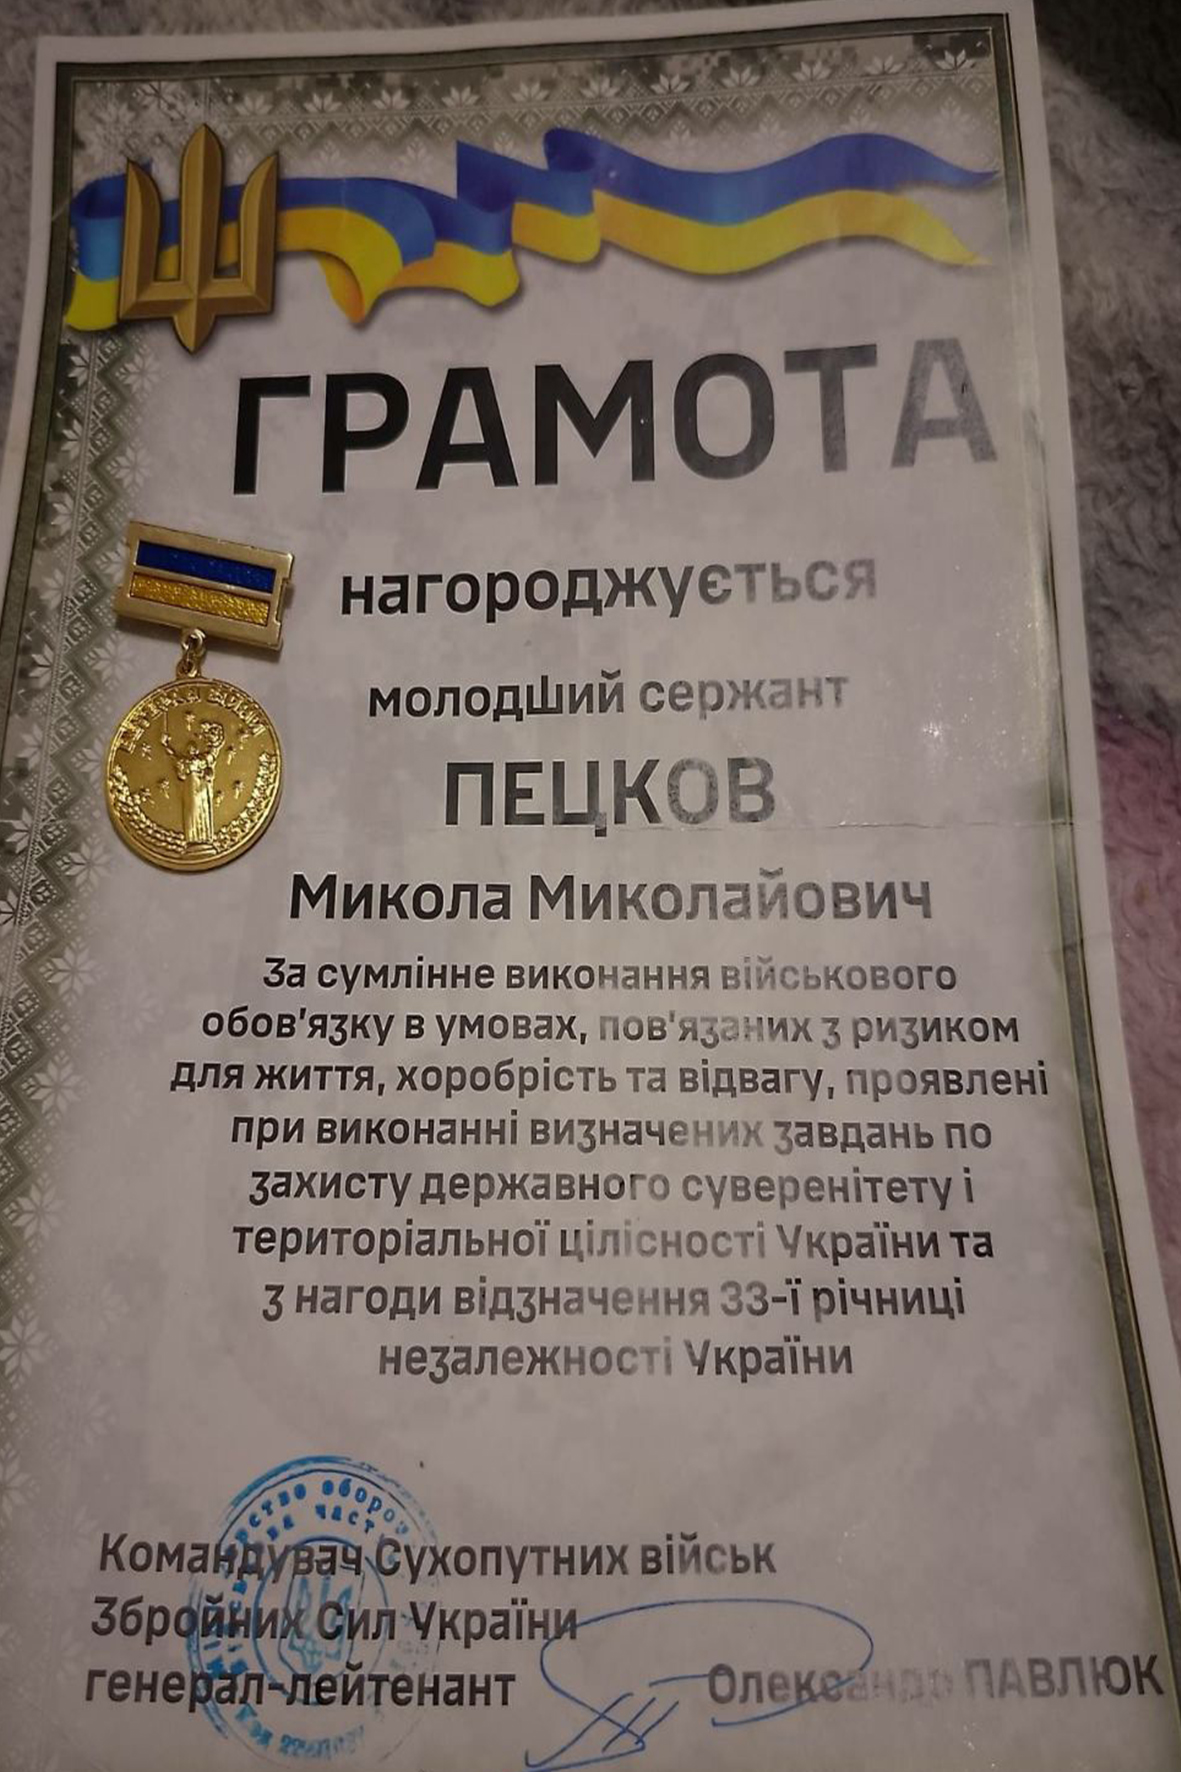 ГРАМОТА
нагороджується
молодший сержант
ПЕЦКОВ
Микола Миколайович
За сумлінне виконання військового
обов'язку в умовах, пов'язаних з ризиком
для життя, хоробрість та відвагу, проявлені
при виконанні визначених завдань по
захисту державного суверенітету і
територіальної цілісності України та
з нагоди відзначення 33-ї річниці
незалежності України
Командувач Сухопутних військ
Збройних Сил України
генерал-лейтенант
Олександр ПАВЛЮК